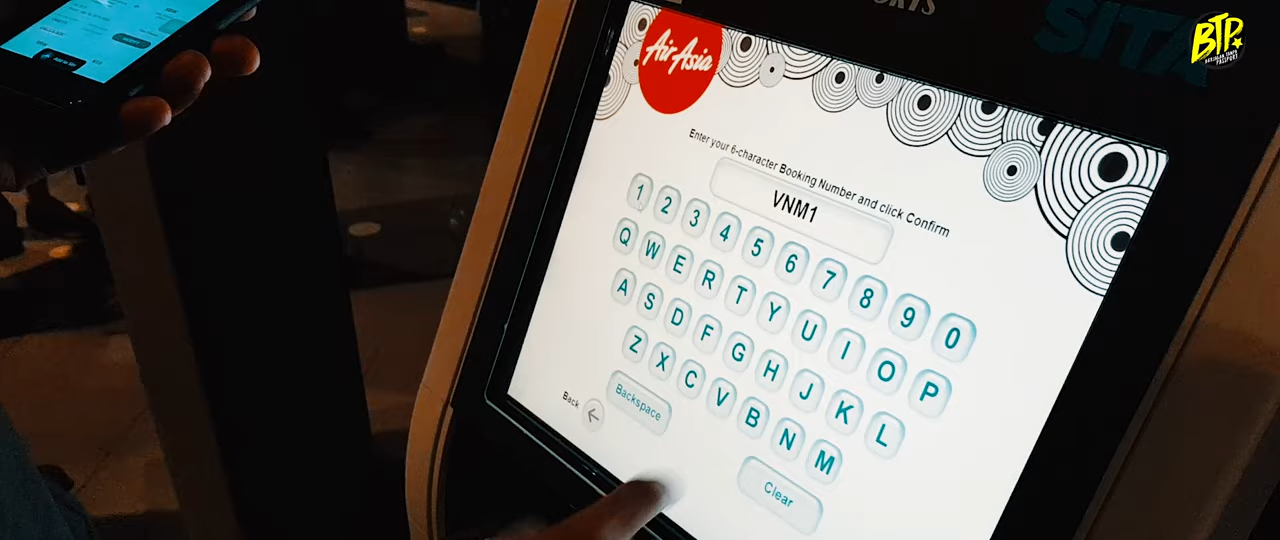 ORTS
SITA
BTP
AirAsia
Enter your 6-character Booking Number and click Confirm
VNM1
1 2 3 4 5 6 7 8 9 0
Q W E R T Y U I O P
A S D F G H J K L
Z X C V B N M
Back
Backspace
Clear